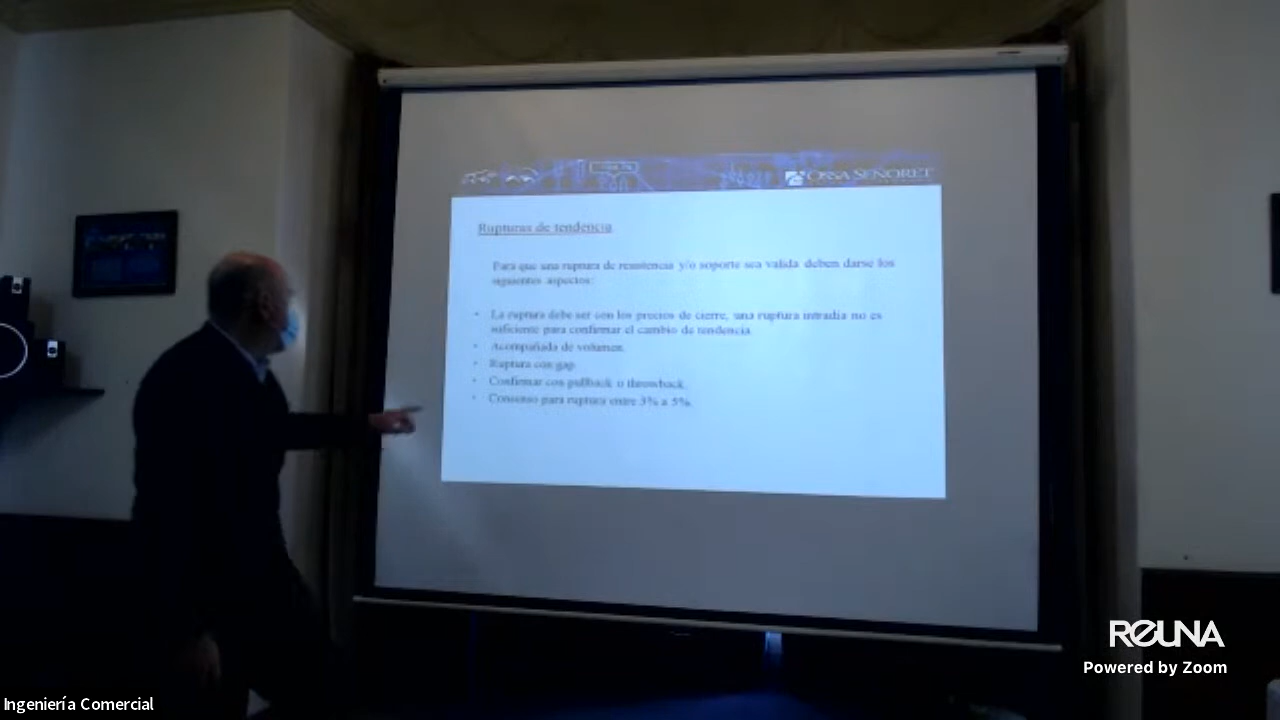 OSSA SENORET
Rupturas de tendencia
Para que una ruptura de resistencia y/o soporte sea valida deben darse los
siguientes aspectos:
• La ruptura debe ser con los precios de cierre, una ruptura intradia no es
suficiente para confirmar el cambio de tendencia
• Acompañada de volumen.
• Ruptura con gap.
• Confirmar con pullback o throwback.
• Consenso para ruptura entre 3% a 5%.
REUNA
Powered by Zoom
Ingeniería Comercial